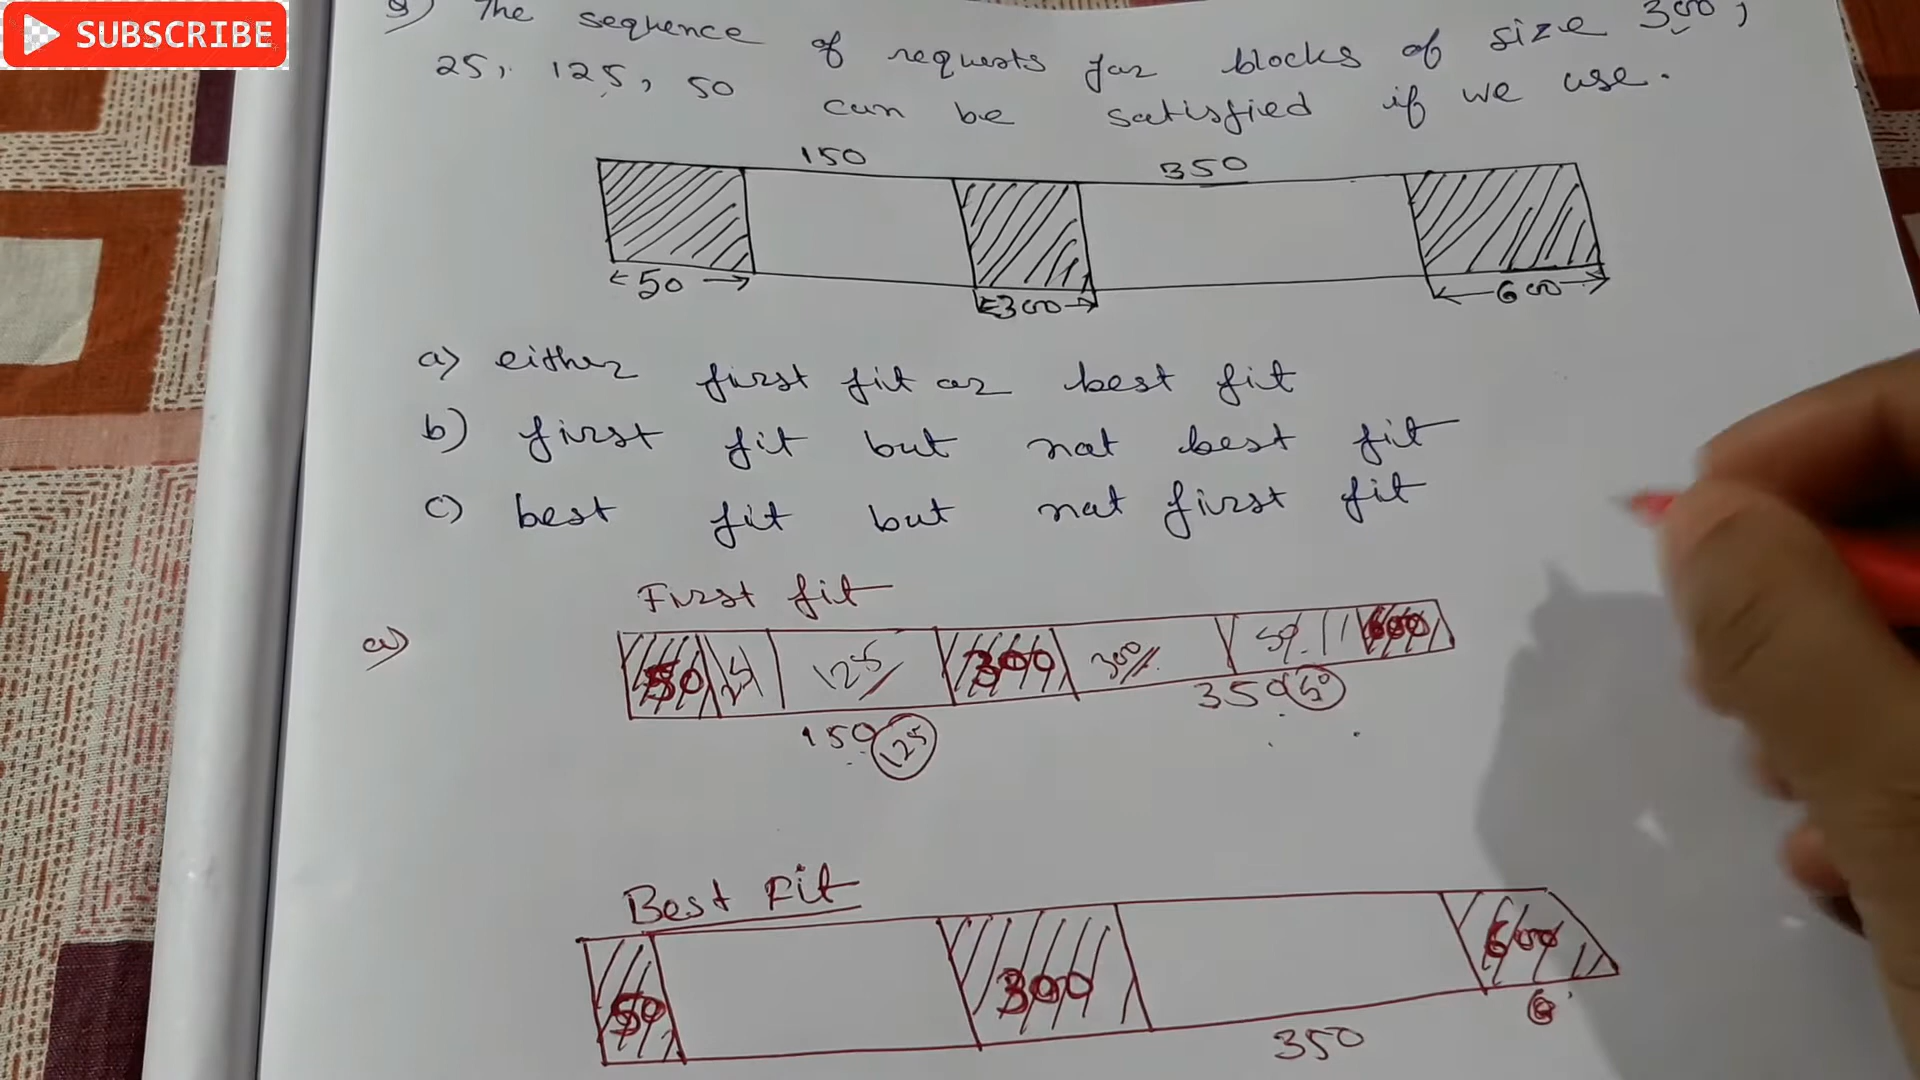 SUBSCRIBE
Q) The sequence of requests for blocks of size 300,
25, 125, 50 can be satisfied if we use.
150 350
50 300 600
a) either first fit or best fit
b) first fit but not best fit
c) best fit but not first fit
First fit
a)
50 25 125 300 300 50 600
150 125 350 50
Best Fit
50 300 600
350 6